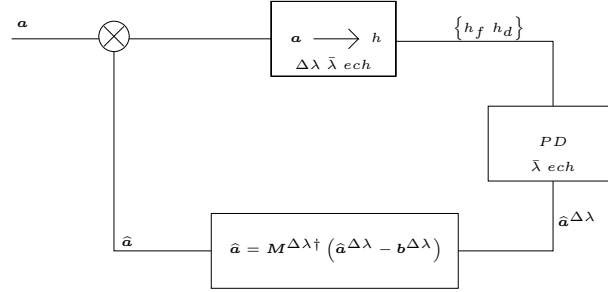 a
a ⟶ h
Δλ λ̄ ech
{h_f h_d}
PD
λ̄ ech
â^{Δλ}
â
â = M^{Δλ†} (â^{Δλ} − b^{Δλ})